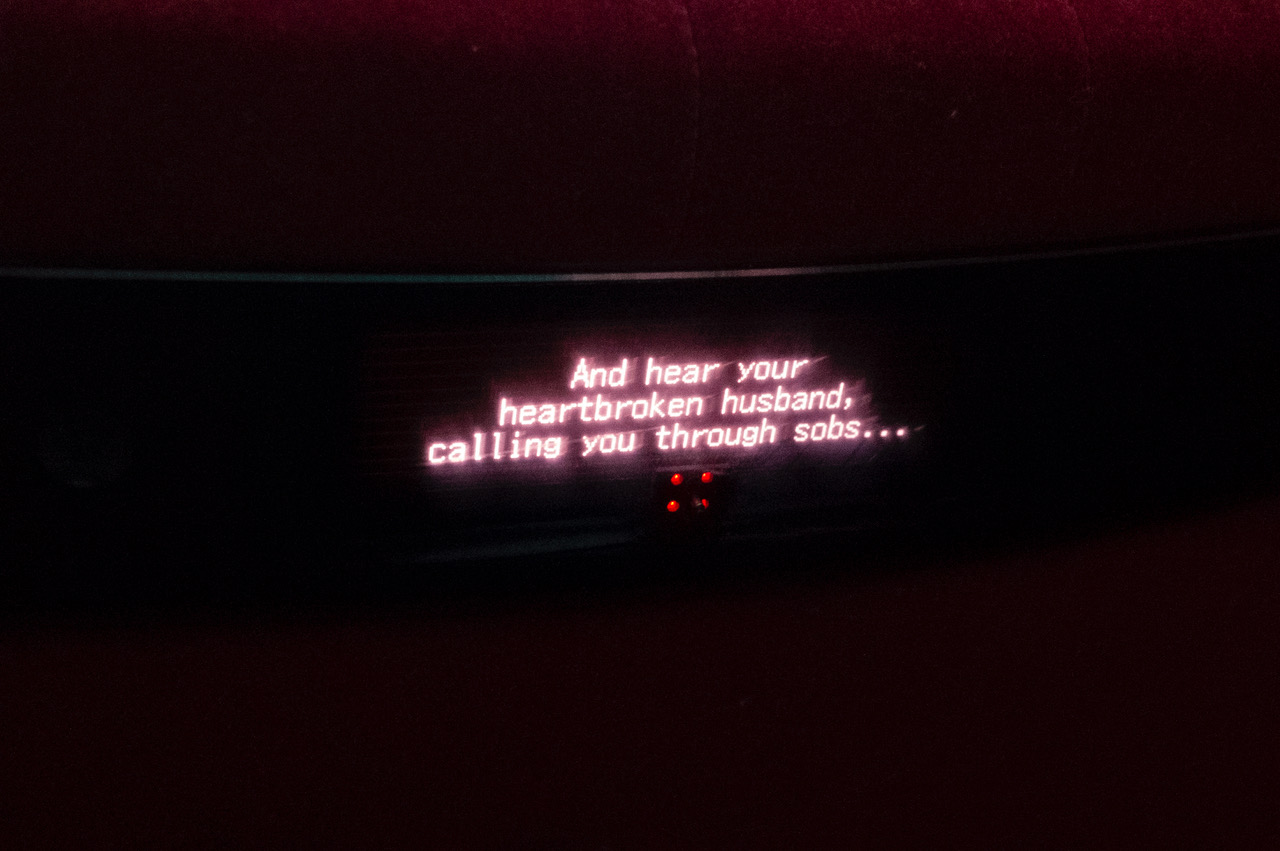 And hear your
heartbroken husband,
calling you through sobs...